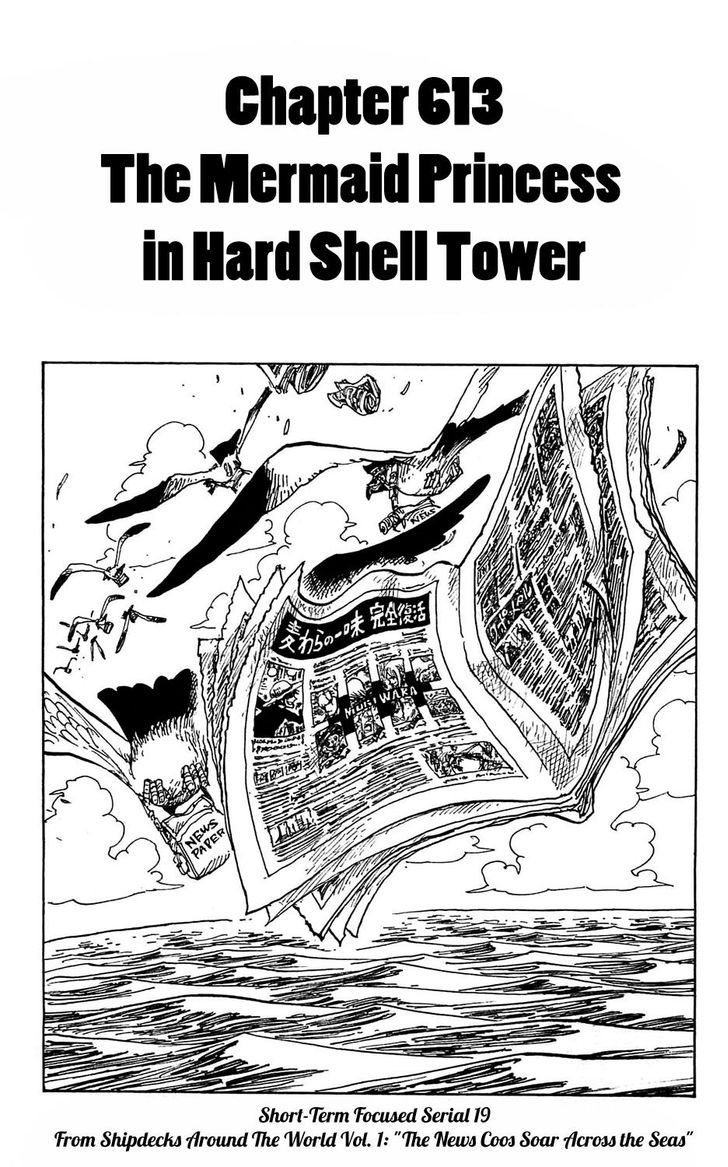 Chapter 613
The Mermaid Princess
in Hard Shell Tower
NEWS
麦わらの一味 完全復活
MUGIWARA
NEWS
PAPER
Short-Term Focused Serial 19
From Shipdecks Around The World Vol. 1: "The News Coos Soar Across the Seas"